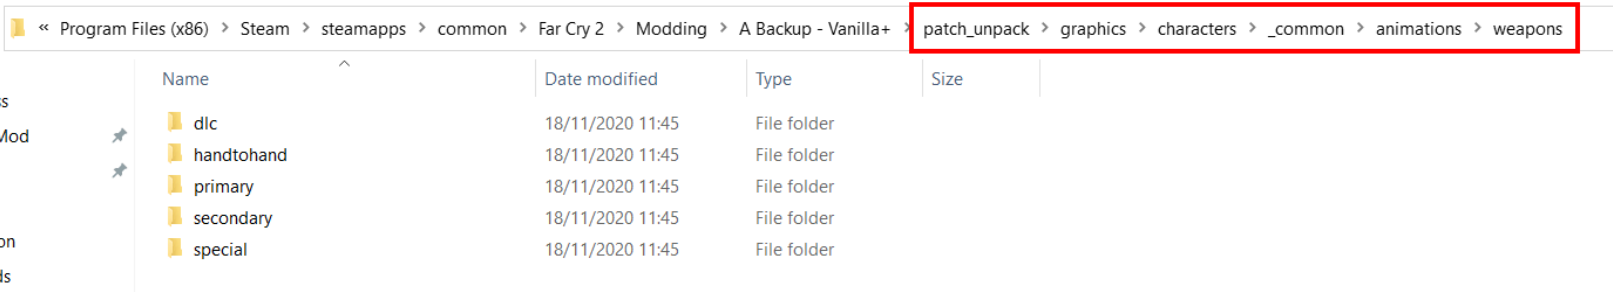 « Program Files (x86) > Steam > steamapps > common > Far Cry 2 > Modding > A Backup - Vanilla+ > patch_unpack > graphics > characters > _common > animations > weapons
Name Date modified Type Size
ss
dlc 18/11/2020 11:45 File folder
Mod
handtohand 18/11/2020 11:45 File folder
primary 18/11/2020 11:45 File folder
secondary 18/11/2020 11:45 File folder
on
special 18/11/2020 11:45 File folder
ds